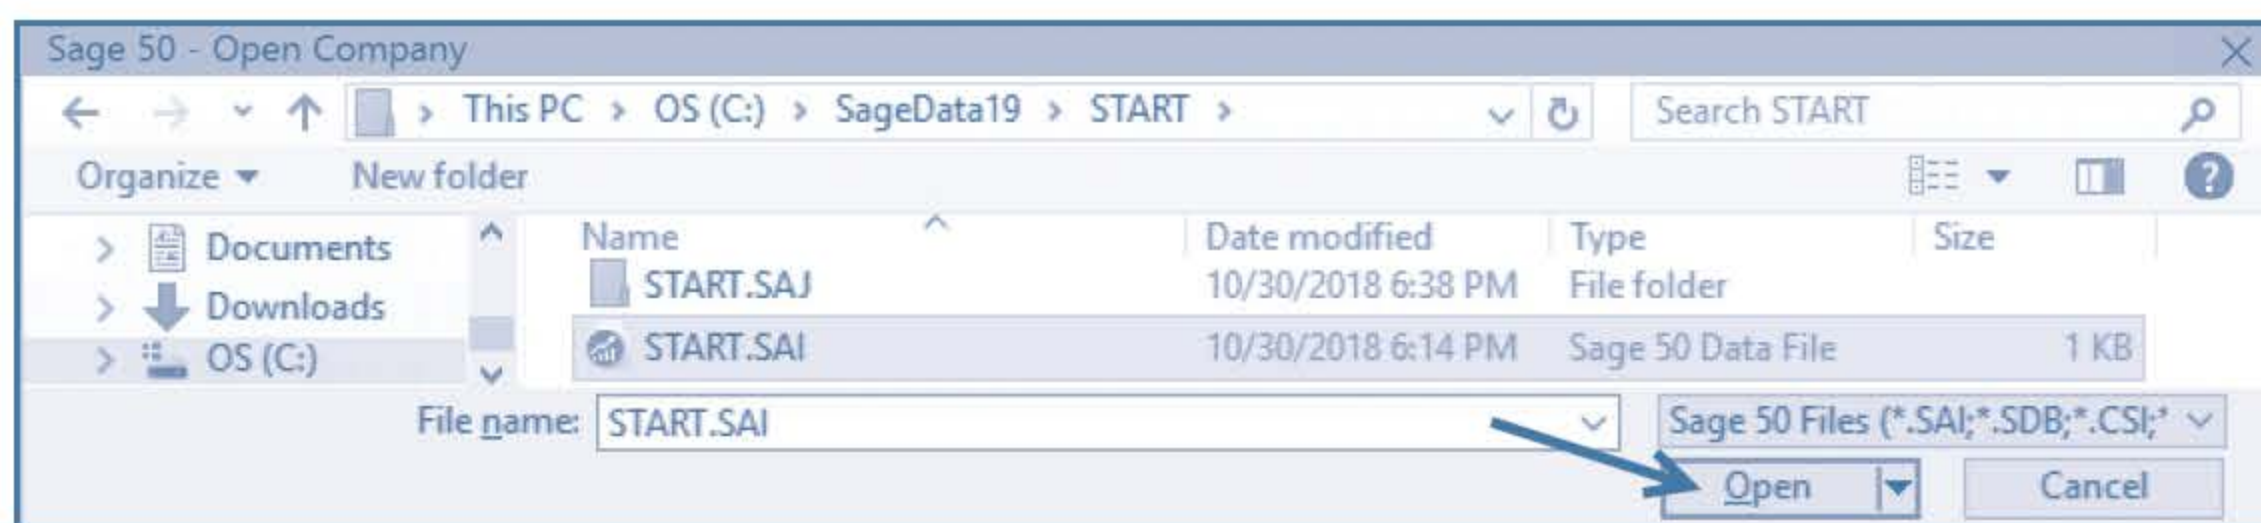 Sage 50 - Open Company
This PC > OS (C:) > SageData19 > START > Search START
Organize New folder
Documents Name Date modified Type Size
START.SAJ 10/30/2018 6:38 PM File folder
Downloads
START.SAI 10/30/2018 6:14 PM Sage 50 Data File 1 KB
OS (C:)
File name: START.SAI Sage 50 Files (*.SAI;*.SDB;*.CSI;*
Open Cancel